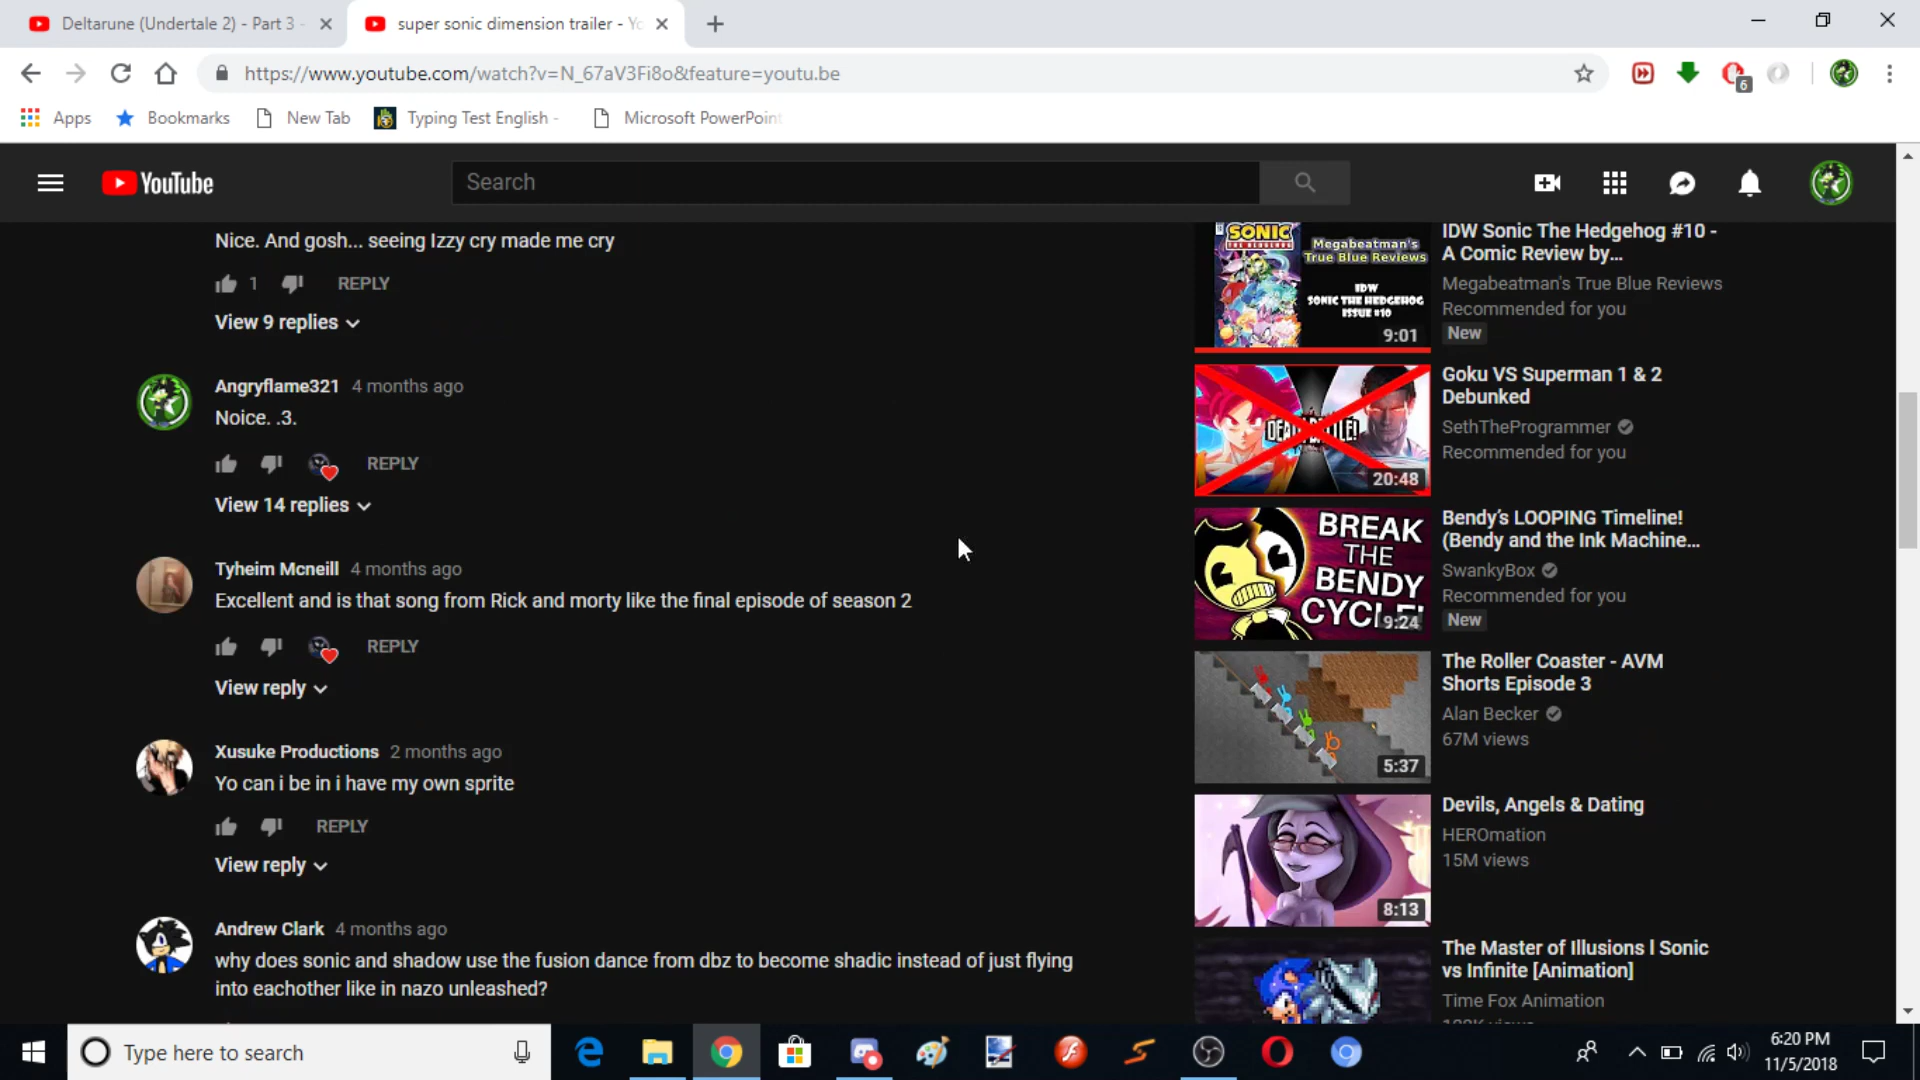 Deltarune (Undertale 2) - Part 3 -
super sonic dimension trailer - Yo
https://www.youtube.com/watch?v=N_67aV3Fi8o&feature=youtu.be
6
Apps
Bookmarks
New Tab
Typing Test English -
Microsoft PowerPoint
YouTube
Search
Nice. And gosh... seeing Izzy cry made me cry
1
REPLY
View 9 replies
Angryflame321 4 months ago
Noice. .3.
REPLY
View 14 replies
Tyheim Mcneill 4 months ago
Excellent and is that song from Rick and morty like the final episode of season 2
REPLY
View reply
Xusuke Productions 2 months ago
Yo can i be in i have my own sprite
REPLY
View reply
Andrew Clark 4 months ago
why does sonic and shadow use the fusion dance from dbz to become shadic instead of just flying
into eachother like in nazo unleashed?
SONIC
THE HEDGEHOG
Megabeatman's
True Blue Reviews
IDW
SONIC THE HEDGEHOG
ISSUE #10
9:01
IDW Sonic The Hedgehog #10 -
A Comic Review by...
Megabeatman's True Blue Reviews
Recommended for you
New
DEATH BATTLE!
20:48
Goku VS Superman 1 & 2
Debunked
SethTheProgrammer
Recommended for you
BREAK
THE
BENDY
CYCLE!
9:24
Bendy's LOOPING Timeline!
(Bendy and the Ink Machine...
SwankyBox
Recommended for you
New
5:37
The Roller Coaster - AVM
Shorts Episode 3
Alan Becker
67M views
8:13
Devils, Angels & Dating
HEROmation
15M views
The Master of Illusions l Sonic
vs Infinite [Animation]
Time Fox Animation
Type here to search
6:20 PM
11/5/2018